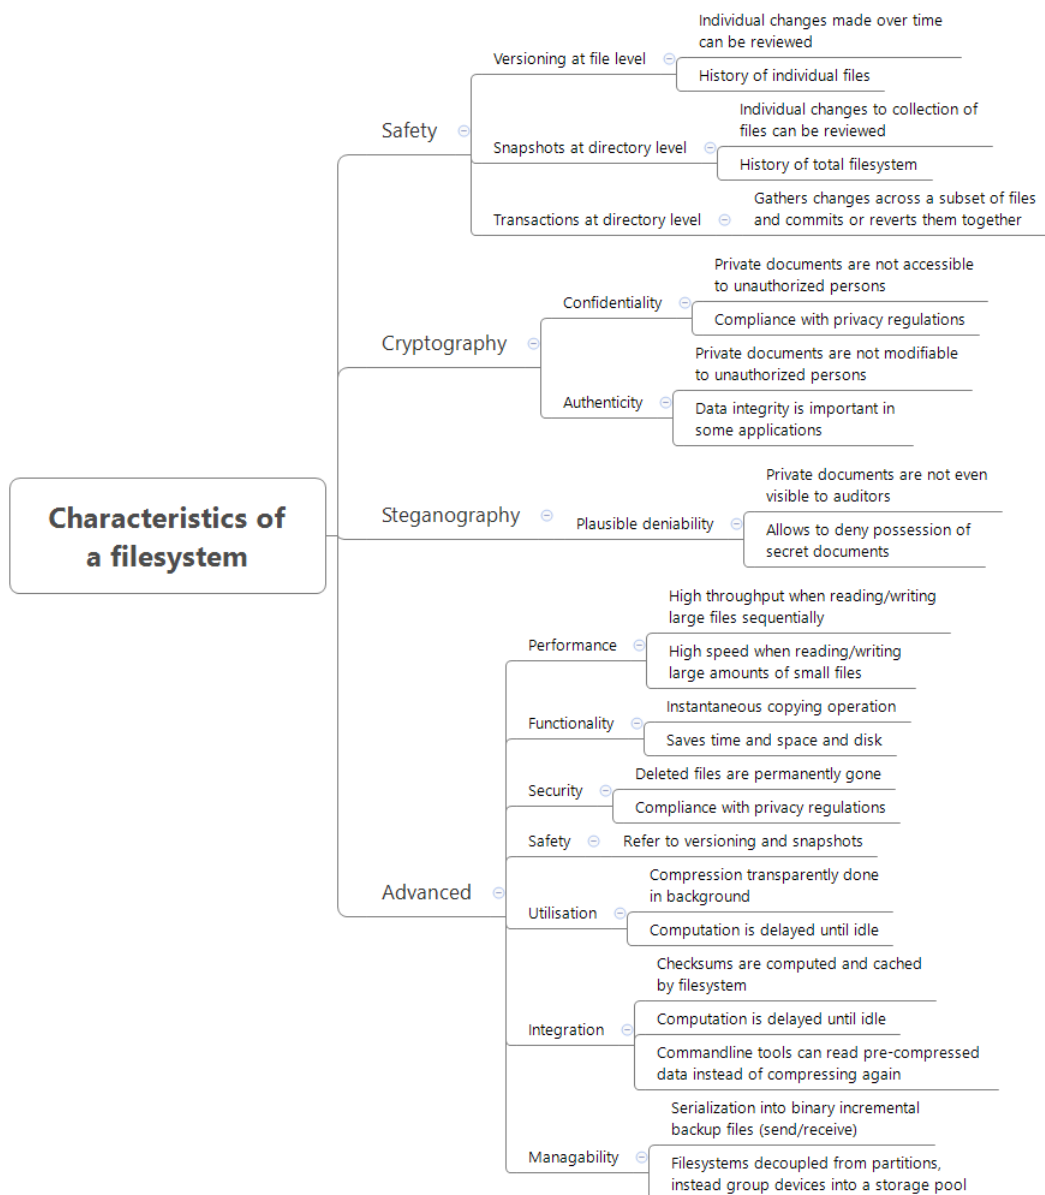 Characteristics of
a filesystem
Safety
Versioning at file level
Individual changes made over time
can be reviewed
History of individual files
Snapshots at directory level
Individual changes to collection of
files can be reviewed
History of total filesystem
Transactions at directory level
Gathers changes across a subset of files
and commits or reverts them together
Cryptography
Confidentiality
Private documents are not accessible
to unauthorized persons
Compliance with privacy regulations
Authenticity
Private documents are not modifiable
to unauthorized persons
Data integrity is important in
some applications
Steganography
Plausible deniability
Private documents are not even
visible to auditors
Allows to deny possession of
secret documents
Advanced
Performance
High throughput when reading/writing
large files sequentially
High speed when reading/writing
large amounts of small files
Functionality
Instantaneous copying operation
Saves time and space and disk
Security
Deleted files are permanently gone
Compliance with privacy regulations
Safety
Refer to versioning and snapshots
Utilisation
Compression transparently done
in background
Computation is delayed until idle
Integration
Checksums are computed and cached
by filesystem
Computation is delayed until idle
Commandline tools can read pre-compressed
data instead of compressing again
Managability
Serialization into binary incremental
backup files (send/receive)
Filesystems decoupled from partitions,
instead group devices into a storage pool